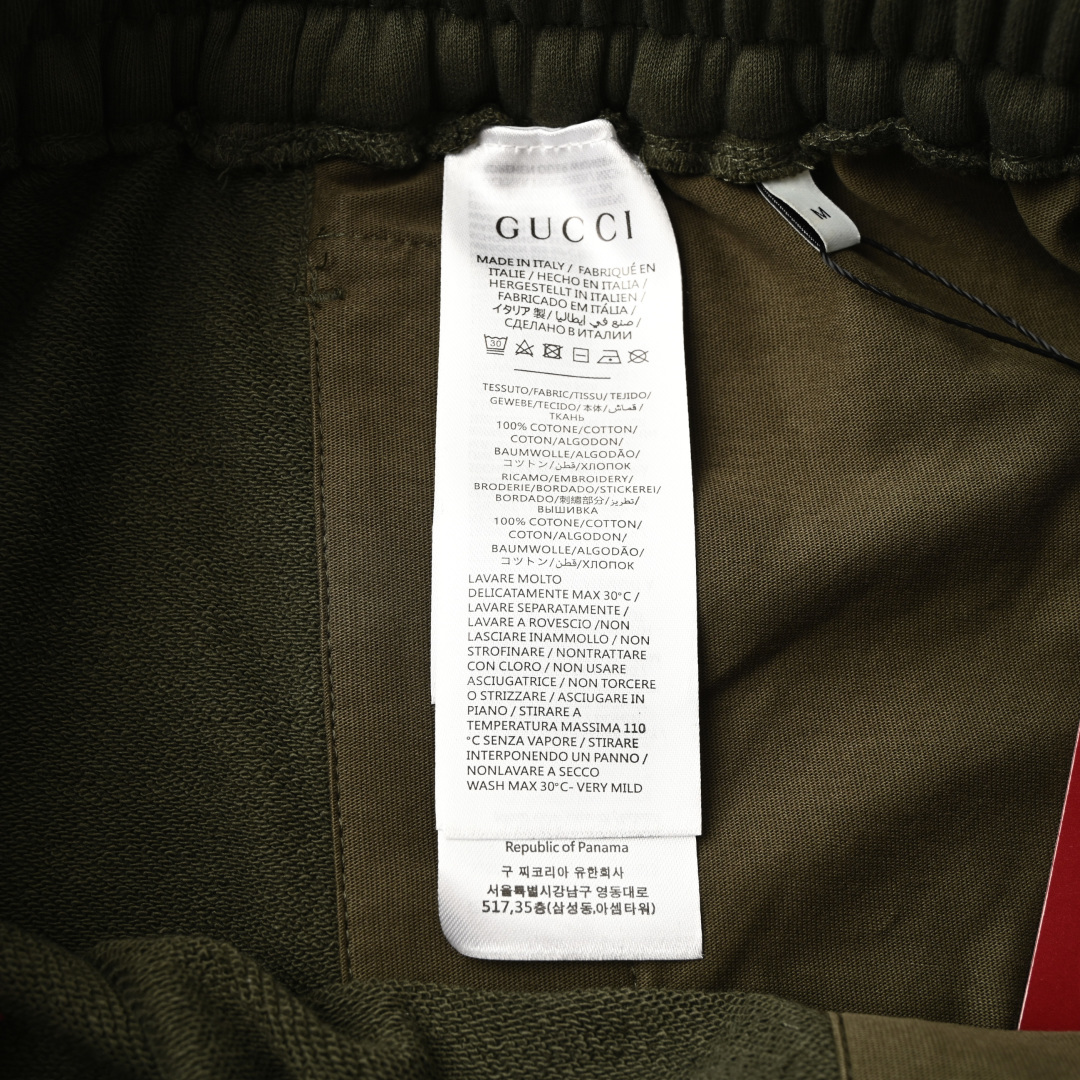 GUCCI
MADE IN ITALY / FABRIQUÉ EN
ITALIE / HECHO EN ITALIA /
HERGESTELLT IN ITALIEN /
FABRICADO EM ITÁLIA /
イタリア製 / صنع في إيطاليا /
СДЕЛАНО В ИТАЛИИ
30
TESSUTO/FABRIC/TISSU/TEJIDO/
GEWEBE/TECIDO/本体/قماش/
ТКАНЬ
100% COTONE/COTTON/
COTON/ALGODON/
BAUMWOLLE/ALGODÃO/
コットン/قطن/ХЛОПОК
RICAMO/EMBROIDERY/
BRODERIE/BORDADO/STICKEREI/
BORDADO/刺繍部分/تطريز/
ВЫШИВКА
100% COTONE/COTTON/
COTON/ALGODON/
BAUMWOLLE/ALGODÃO/
コットン/قطن/ХЛОПОК
LAVARE MOLTO
DELICATAMENTE MAX 30°C /
LAVARE SEPARATAMENTE /
LAVARE A ROVESCIO /NON
LASCIARE INAMMOLLO / NON
STROFINARE / NONTRATTARE
CON CLORO / NON USARE
ASCIUGATRICE / NON TORCERE
O STRIZZARE / ASCIUGARE IN
PIANO / STIRARE A
TEMPERATURA MASSIMA 110
°C SENZA VAPORE / STIRARE
INTERPONENDO UN PANNO /
NONLAVARE A SECCO
WASH MAX 30°C- VERY MILD
Republic of Panama
구 찌코리아 유한회사
서울특별시강남구 영동대로
517,35층(삼성동,아셈타워)
M